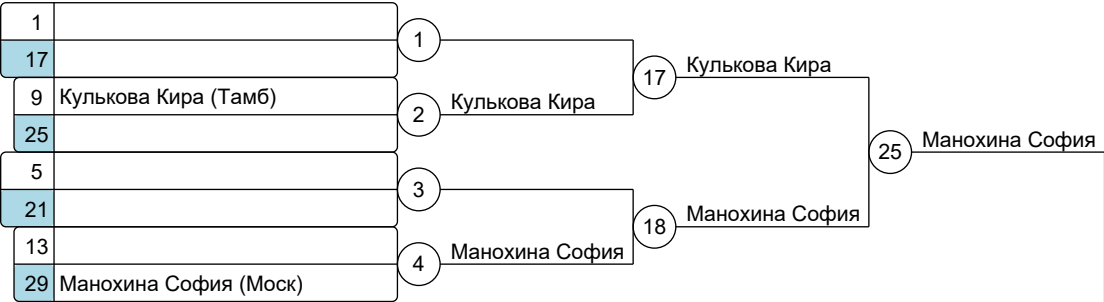 1
1
17
17 Кулькова Кира
9 Кулькова Кира (Тамб)
2 Кулькова Кира
25
25 Манохина София
5
3
21
18 Манохина София
13
4 Манохина София
29 Манохина София (Моск)